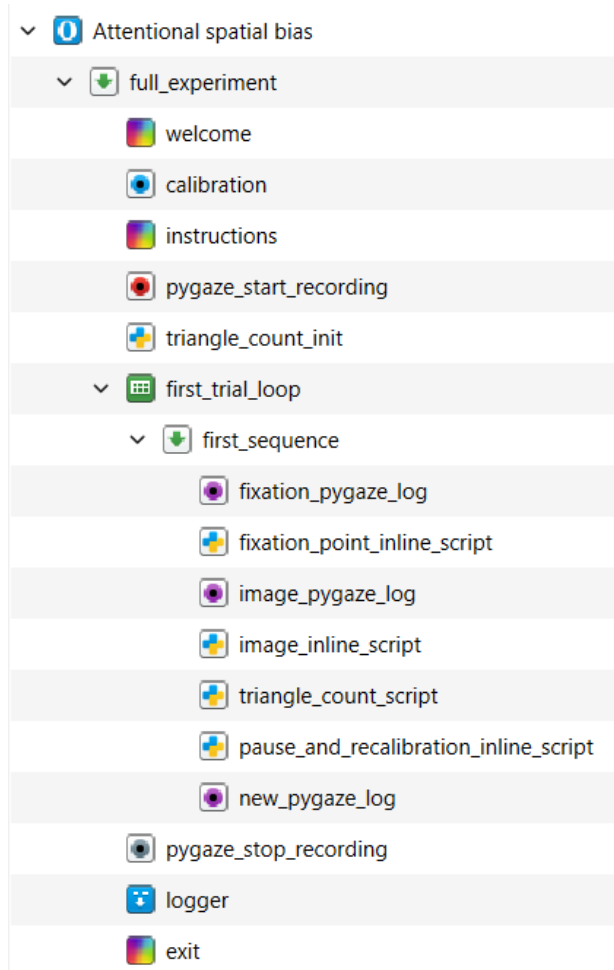 Attentional spatial bias
full_experiment
welcome
calibration
instructions
pygaze_start_recording
triangle_count_init
first_trial_loop
first_sequence
fixation_pygaze_log
fixation_point_inline_script
image_pygaze_log
image_inline_script
triangle_count_script
pause_and_recalibration_inline_script
new_pygaze_log
pygaze_stop_recording
logger
exit